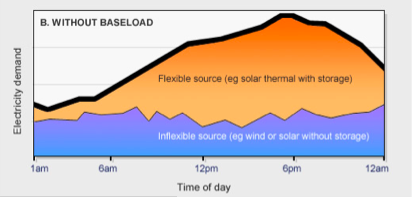 B. WITHOUT BASELOAD
Electricity demand
Flexible source (eg solar thermal with storage)
Inflexible source (eg wind or solar without storage)
1am 6am 12pm 6pm 12am
Time of day